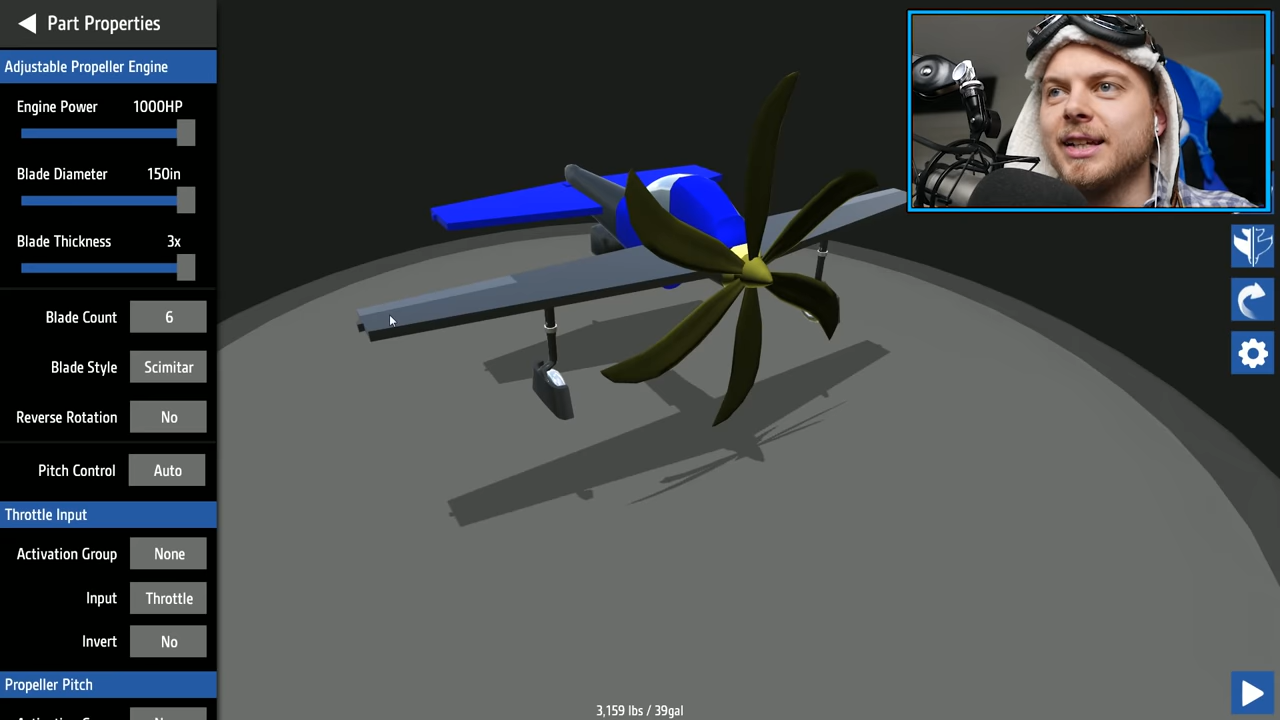 Part Properties
Adjustable Propeller Engine
Engine Power 1000HP
Blade Diameter 150in
Blade Thickness 3x
Blade Count 6
Blade Style Scimitar
Reverse Rotation No
Pitch Control Auto
Throttle Input
Activation Group None
Input Throttle
Invert No
Propeller Pitch
3,159 lbs / 39gal